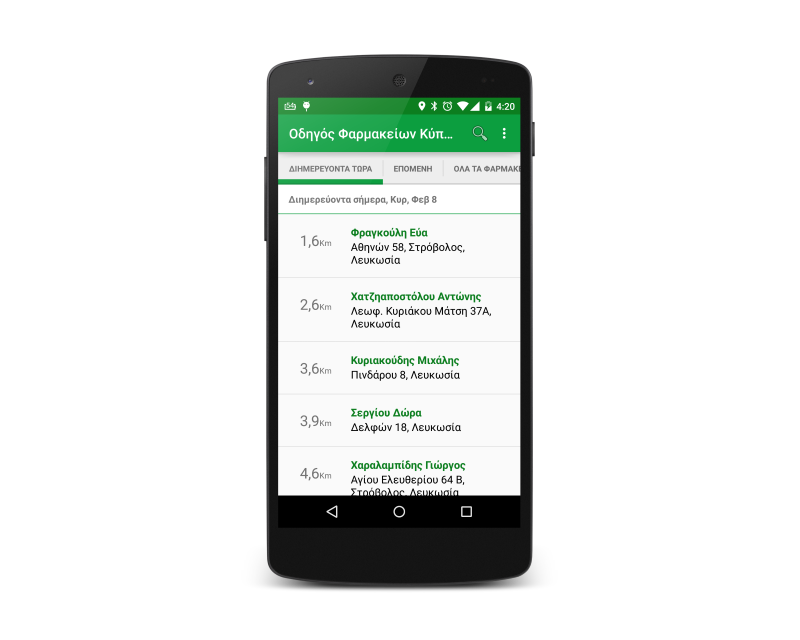 4:20
Οδηγός Φαρμακείων Κύπ...
ΔΙΗΜΕΡΕΥΟΝΤΑ ΤΩΡΑ
ΕΠΟΜΕΝΗ
ΟΛΑ ΤΑ ΦΑΡΜΑΚΕ
Διημερεύοντα σήμερα, Κυρ, Φεβ 8
1,6Km
Φραγκούλη Εύα
Αθηνών 58, Στρόβολος,
Λευκωσία
2,6Km
Χατζηαποστόλου Αντώνης
Λεωφ. Κυριάκου Μάτση 37Α,
Λευκωσία
3,6Km
Κυριακούδης Μιχάλης
Πινδάρου 8, Λευκωσία
3,9Km
Σεργίου Δώρα
Δελφών 18, Λευκωσία
4,6Km
Χαραλαμπίδης Γιώργος
Αγίου Ελευθερίου 64 Β,
Στρόβολος, Λευκωσία